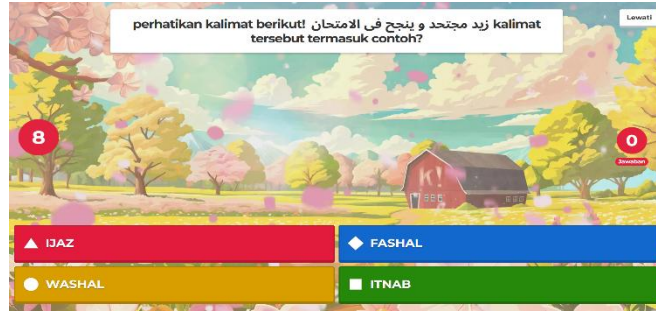 perhatikan kalimat berikut! زيد مجتحد و ينجح فى الامتحان kalimat
tersebut termasuk contoh?
Lewati
8
0
Jawaban
K!
IJAZ
FASHAL
WASHAL
ITNAB